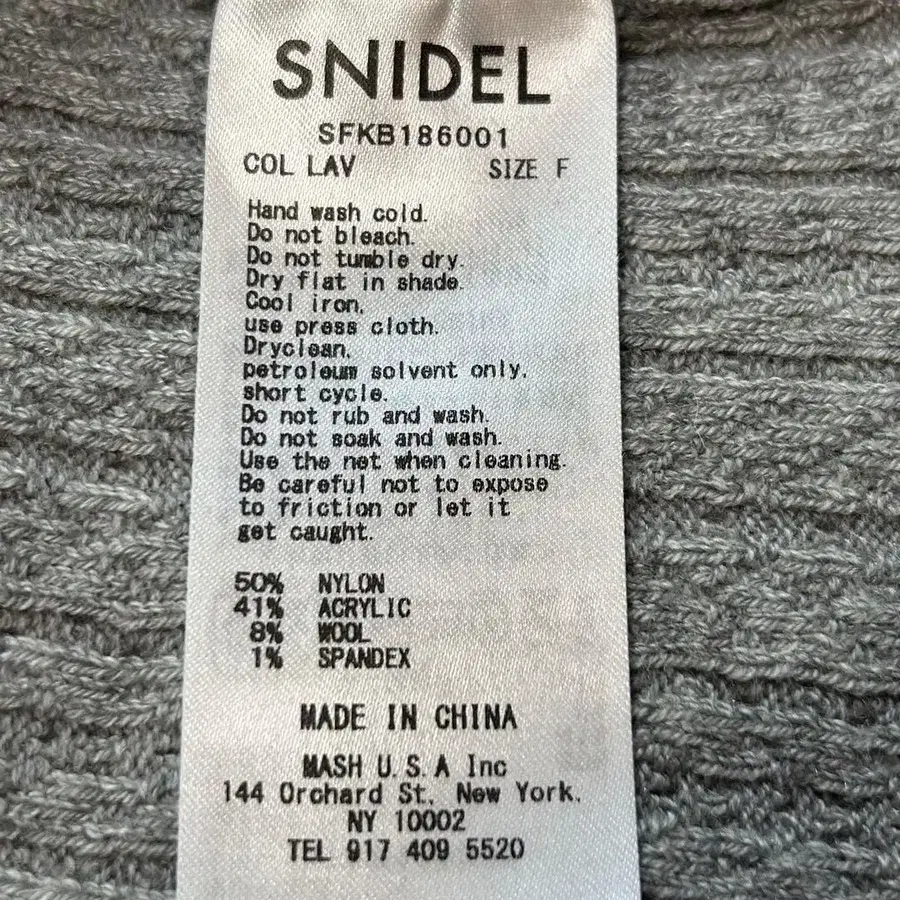 SNIDEL
SFKB186001
COL LAV SIZE F
Hand wash cold.
Do not bleach.
Do not tumble dry.
Dry flat in shade.
Cool iron,
use press cloth.
Dryclean,
petroleum solvent only,
short cycle.
Do not rub and wash.
Do not soak and wash.
Use the net when cleaning.
Be careful not to expose
to friction or let it
get caught.
50% NYLON
41% ACRYLIC
8% WOOL
1% SPANDEX
MADE IN CHINA
MASH U.S.A Inc
144 Orchard St, New York,
NY 10002
TEL 917 409 5520